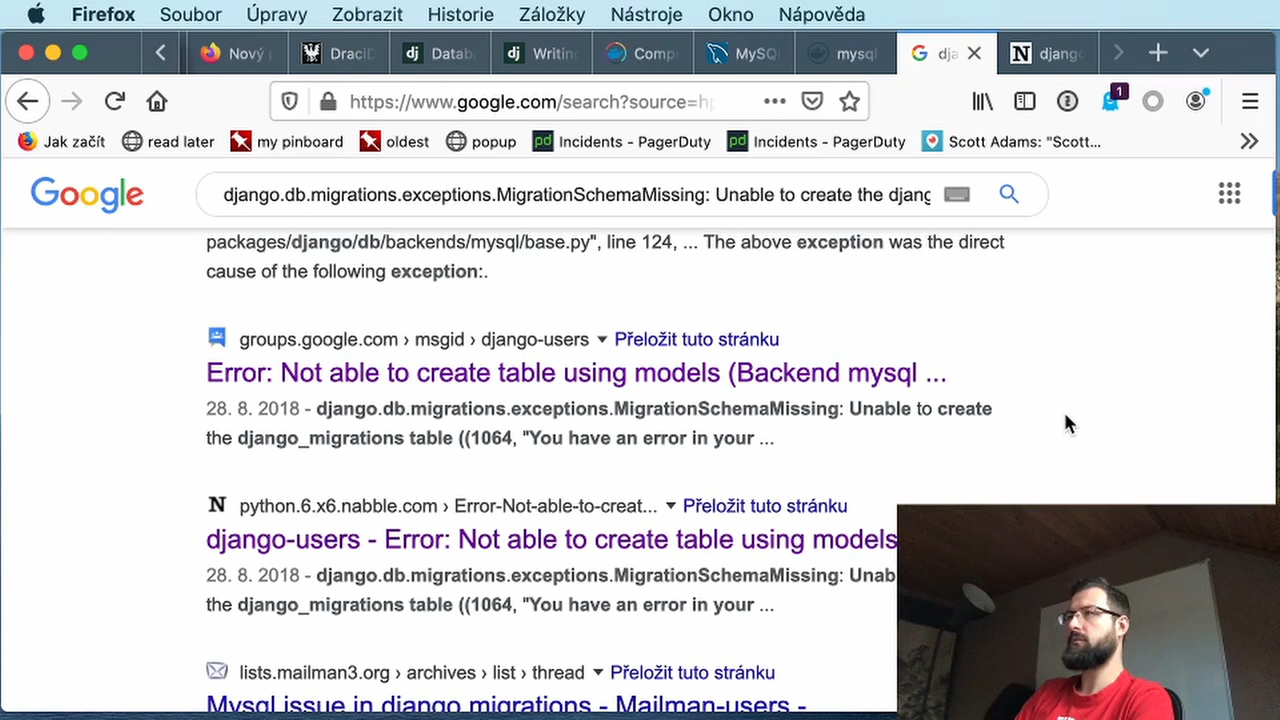 Firefox Soubor Úpravy Zobrazit Historie Záložky Nástroje Okno Nápověda
Nový DraciD Datab Writin Comp MySQ mysql dja django
https://www.google.com/search?source=hp 1
Jak začít read later my pinboard oldest popup Incidents - PagerDuty Incidents - PagerDuty Scott Adams: "Scott...
Google django.db.migrations.exceptions.MigrationSchemaMissing: Unable to create the djang
packages/django/db/backends/mysql/base.py", line 124, ... The above exception was the direct
cause of the following exception:.
groups.google.com › msgid › django-users Přeložit tuto stránku
Error: Not able to create table using models (Backend mysql ...
28. 8. 2018 - django.db.migrations.exceptions.MigrationSchemaMissing: Unable to create
the django_migrations table ((1064, "You have an error in your ...
python.6.x6.nabble.com › Error-Not-able-to-creat... Přeložit tuto stránku
django-users - Error: Not able to create table using models
28. 8. 2018 - django.db.migrations.exceptions.MigrationSchemaMissing: Unab
the django_migrations table ((1064, "You have an error in your ...
lists.mailman3.org › archives › list › thread Přeložit tuto stránku
Mysql issue in django migrations - Mailman-users -